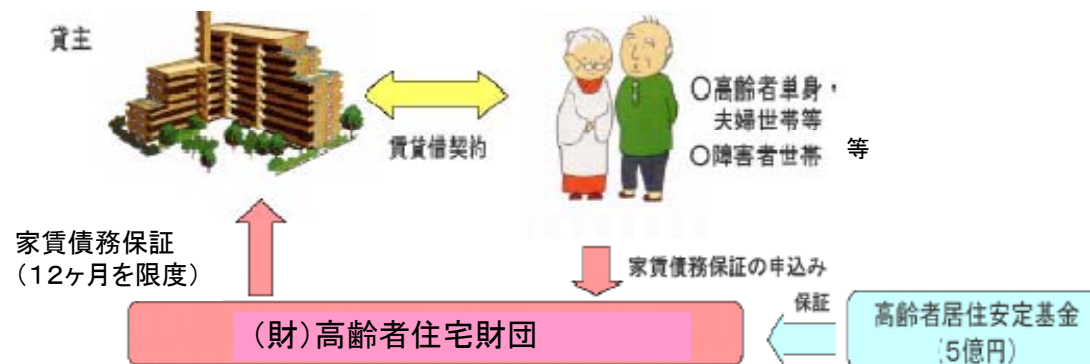 貸主
賃貸借契約
○高齢者単身・
夫婦世帯等
○障害者世帯 等
家賃債務保証
(12ヶ月を限度)
家賃債務保証の申込み
保証
(財)高齢者住宅財団
高齢者居住安定基金
(5億円)